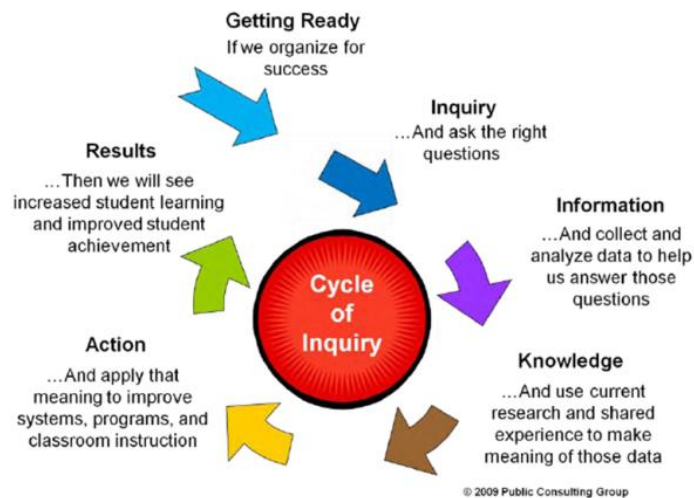 Getting Ready
If we organize for
success
Inquiry
…And ask the right
questions
Information
…And collect and
analyze data to help
us answer those
questions
Knowledge
…And use current
research and shared
experience to make
meaning of those data
Action
…And apply that
meaning to improve
systems, programs, and
classroom instruction
Results
…Then we will see
increased student learning
and improved student
achievement
Cycle
of
Inquiry
© 2009 Public Consulting Group